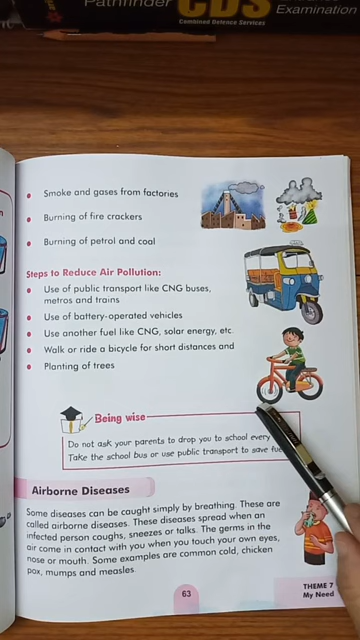 Pathfinder CDS Examination
Combined Defence Services
Smoke and gases from factories
Burning of fire crackers
Burning of petrol and coal
Steps to Reduce Air Pollution:
Use of public transport like CNG buses,
metros and trains
Use of battery-operated vehicles
Use another fuel like CNG, solar energy, etc.
Walk or ride a bicycle for short distances and
Planting of trees
Being wise
Do not ask your parents to drop you to school every
Take the school bus or use public transport to save
Airborne Diseases
Some diseases can be caught simply by breathing. These are
called airborne diseases. These diseases spread when an
infected person coughs, sneezes or talks. The germs in the
air come in contact with you when you touch your own eyes,
nose or mouth. Some examples are common cold, chicken
pox, mumps and measles.
63
THEME 7
My Need